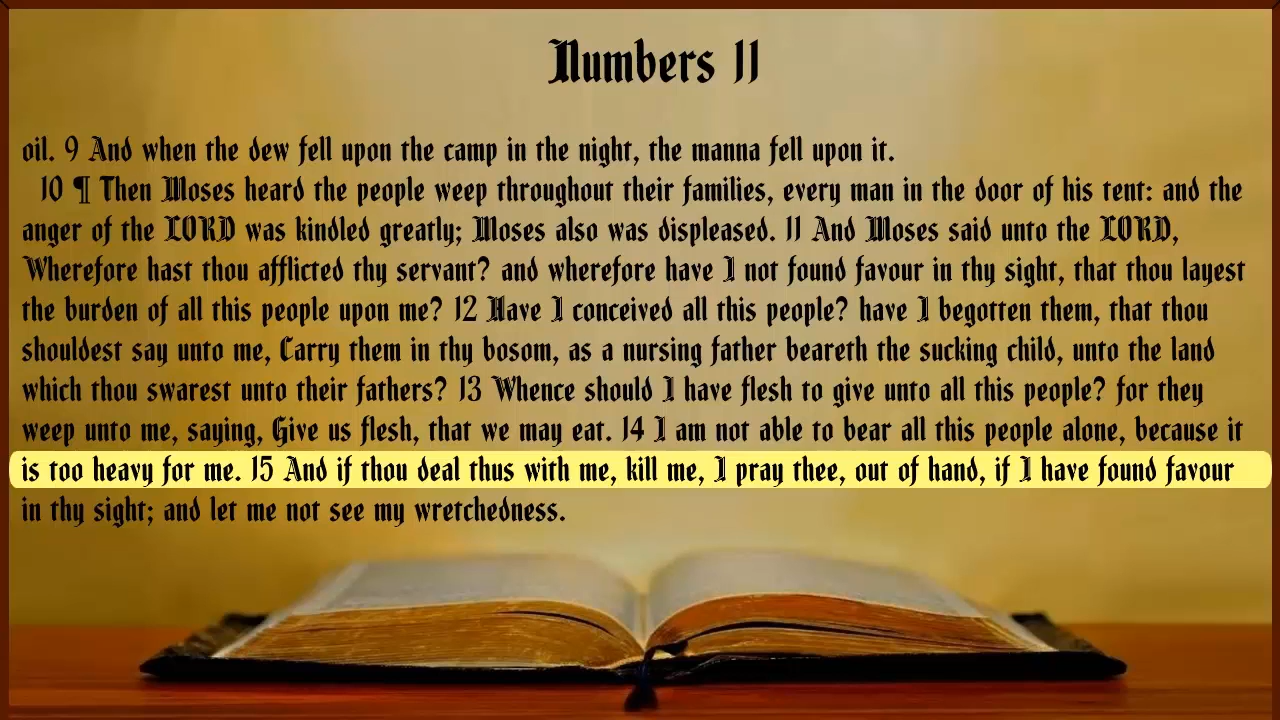 Numbers 11
oil. 9 And when the dew fell upon the camp in the night, the manna fell upon it.
10 ¶ Then Moses heard the people weep throughout their families, every man in the door of his tent: and the
anger of the LORD was kindled greatly; Moses also was displeased. 11 And Moses said unto the LORD,
Wherefore hast thou afflicted thy servant? and wherefore have I not found favour in thy sight, that thou layest
the burden of all this people upon me? 12 Have I conceived all this people? have I begotten them, that thou
shouldest say unto me, Carry them in thy bosom, as a nursing father beareth the sucking child, unto the land
which thou swarest unto their fathers? 13 Whence should I have flesh to give unto all this people? for they
weep unto me, saying, Give us flesh, that we may eat. 14 I am not able to bear all this people alone, because it
is too heavy for me. 15 And if thou deal thus with me, kill me, I pray thee, out of hand, if I have found favour
in thy sight; and let me not see my wretchedness.